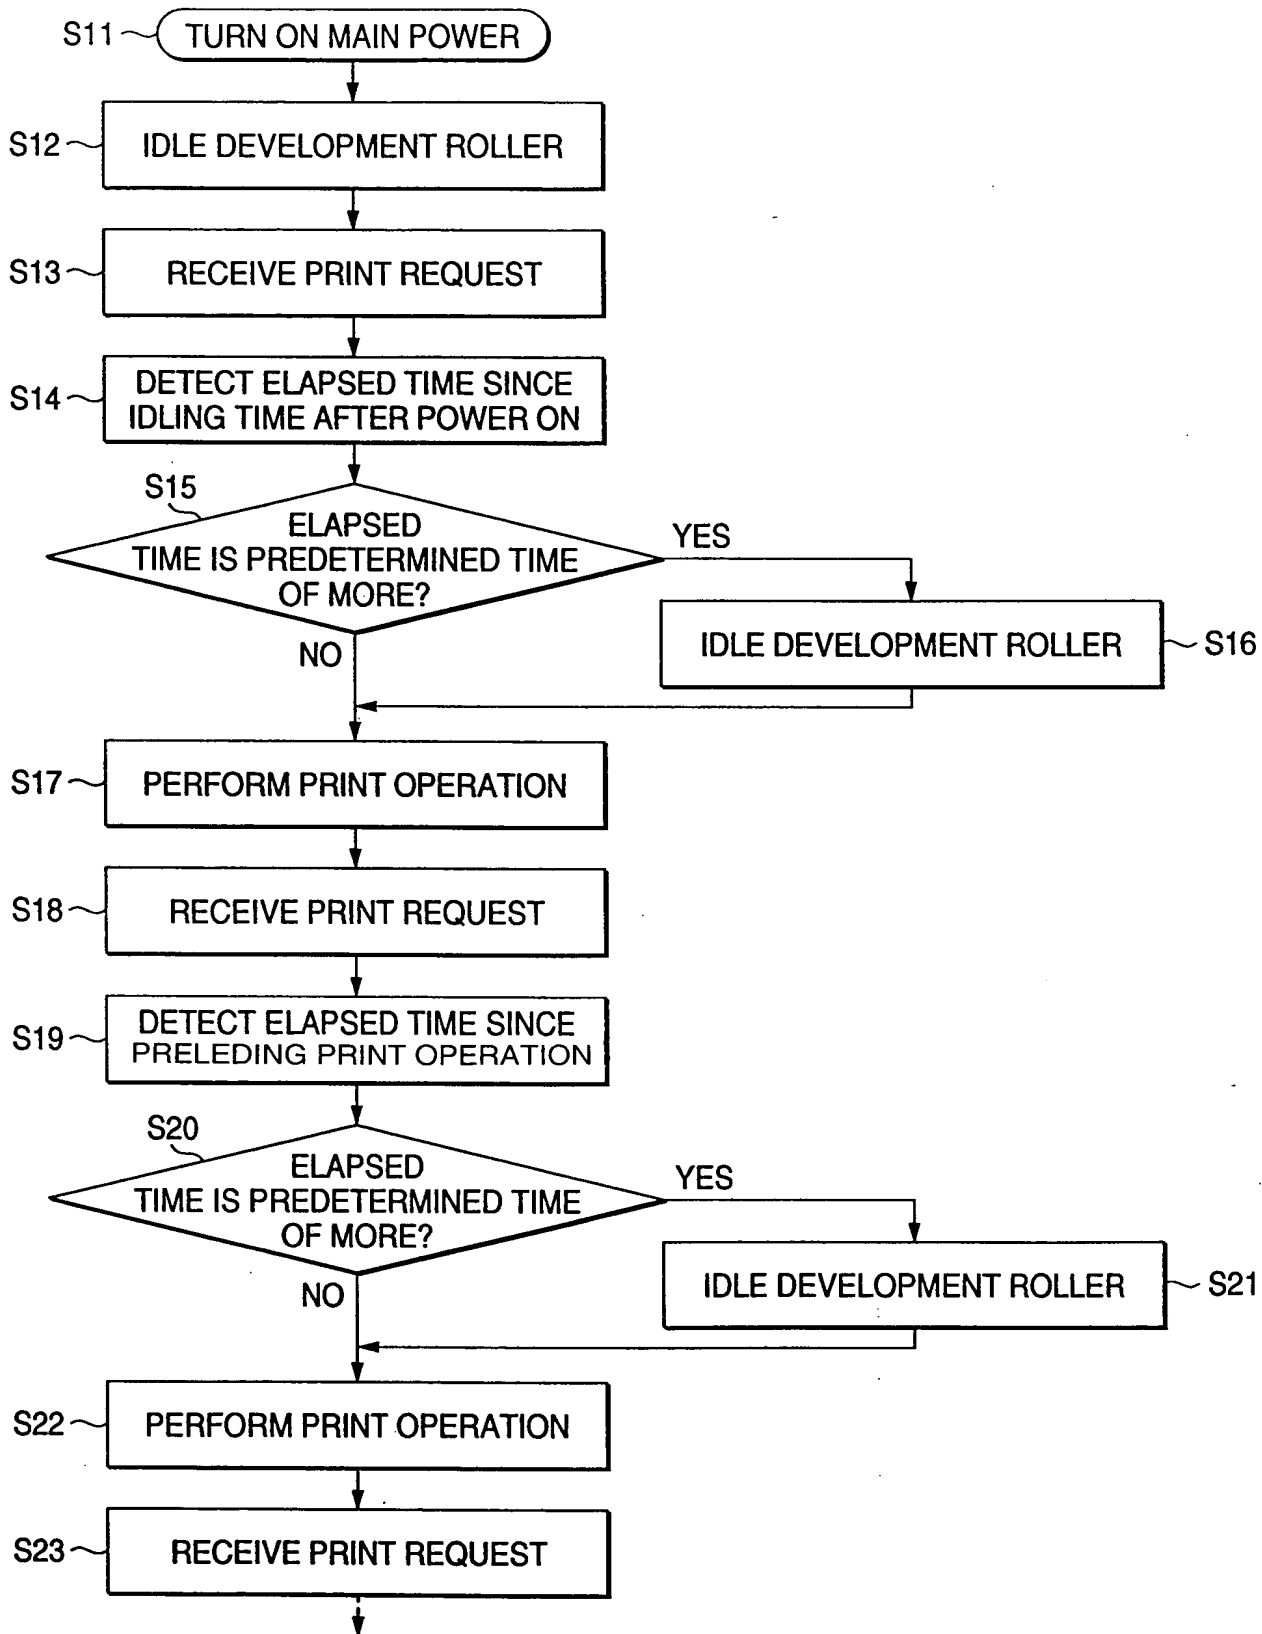 S11 TURN ON MAIN POWER
S12 IDLE DEVELOPMENT ROLLER
S13 RECEIVE PRINT REQUEST
S14 DETECT ELAPSED TIME SINCE
IDLING TIME AFTER POWER ON
S15
ELAPSED
TIME IS PREDETERMINED TIME
OF MORE?
YES
NO
IDLE DEVELOPMENT ROLLER S16
S17 PERFORM PRINT OPERATION
S18 RECEIVE PRINT REQUEST
S19 DETECT ELAPSED TIME SINCE
PRELEDING PRINT OPERATION
S20
ELAPSED
TIME IS PREDETERMINED TIME
OF MORE?
YES
NO
IDLE DEVELOPMENT ROLLER S21
S22 PERFORM PRINT OPERATION
S23 RECEIVE PRINT REQUEST